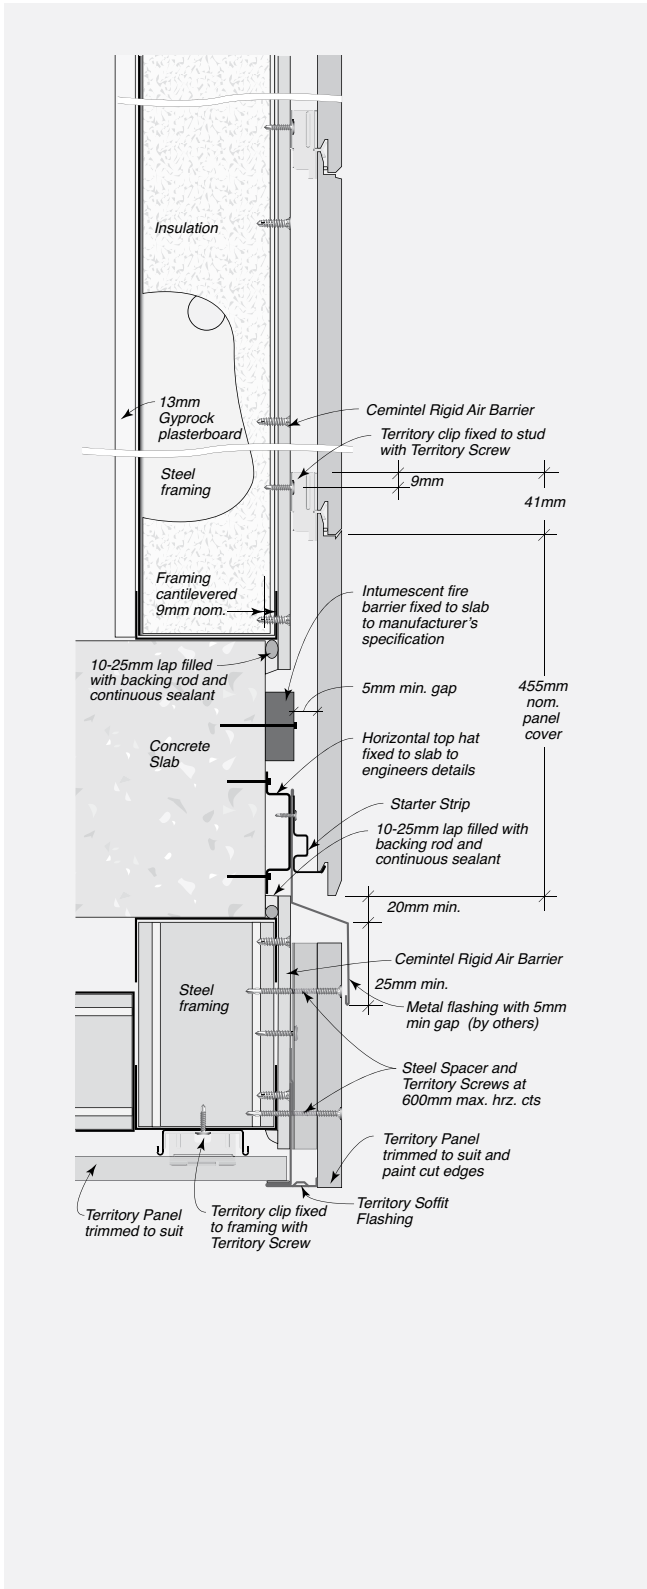 Insulation
13mm
Gyprock
plasterboard
Cemintel Rigid Air Barrier
Territory clip fixed to stud
with Territory Screw
Steel
framing
9mm
41mm
Framing
cantilevered
9mm nom.
Intumescent fire
barrier fixed to slab
to manufacturer's
specification
10-25mm lap filled
with backing rod and
continuous sealant
5mm min. gap
455mm
nom.
panel
cover
Concrete
Slab
Horizontal top hat
fixed to slab to
engineers details
Starter Strip
10-25mm lap filled with
backing rod and
continuous sealant
20mm min.
Cemintel Rigid Air Barrier
25mm min.
Steel
framing
Metal flashing with 5mm
min gap (by others)
Steel Spacer and
Territory Screws at
600mm max. hrz. cts
Territory Panel
trimmed to suit and
paint cut edges
Territory Soffit
Flashing
Territory Panel
trimmed to suit
Territory clip fixed
to framing with
Territory Screw